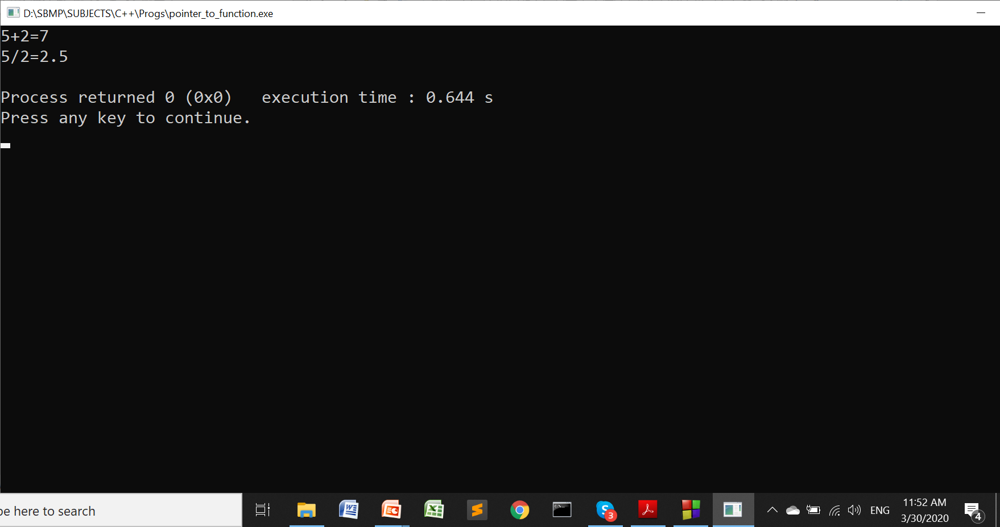 D:\SBMP\SUBJECTS\C++\Progs\pointer_to_function.exe
5+2=7
5/2=2.5
Process returned 0 (0x0)   execution time : 0.644 s
Press any key to continue.
pe here to search
3
ENG
11:52 AM
3/30/2020
4